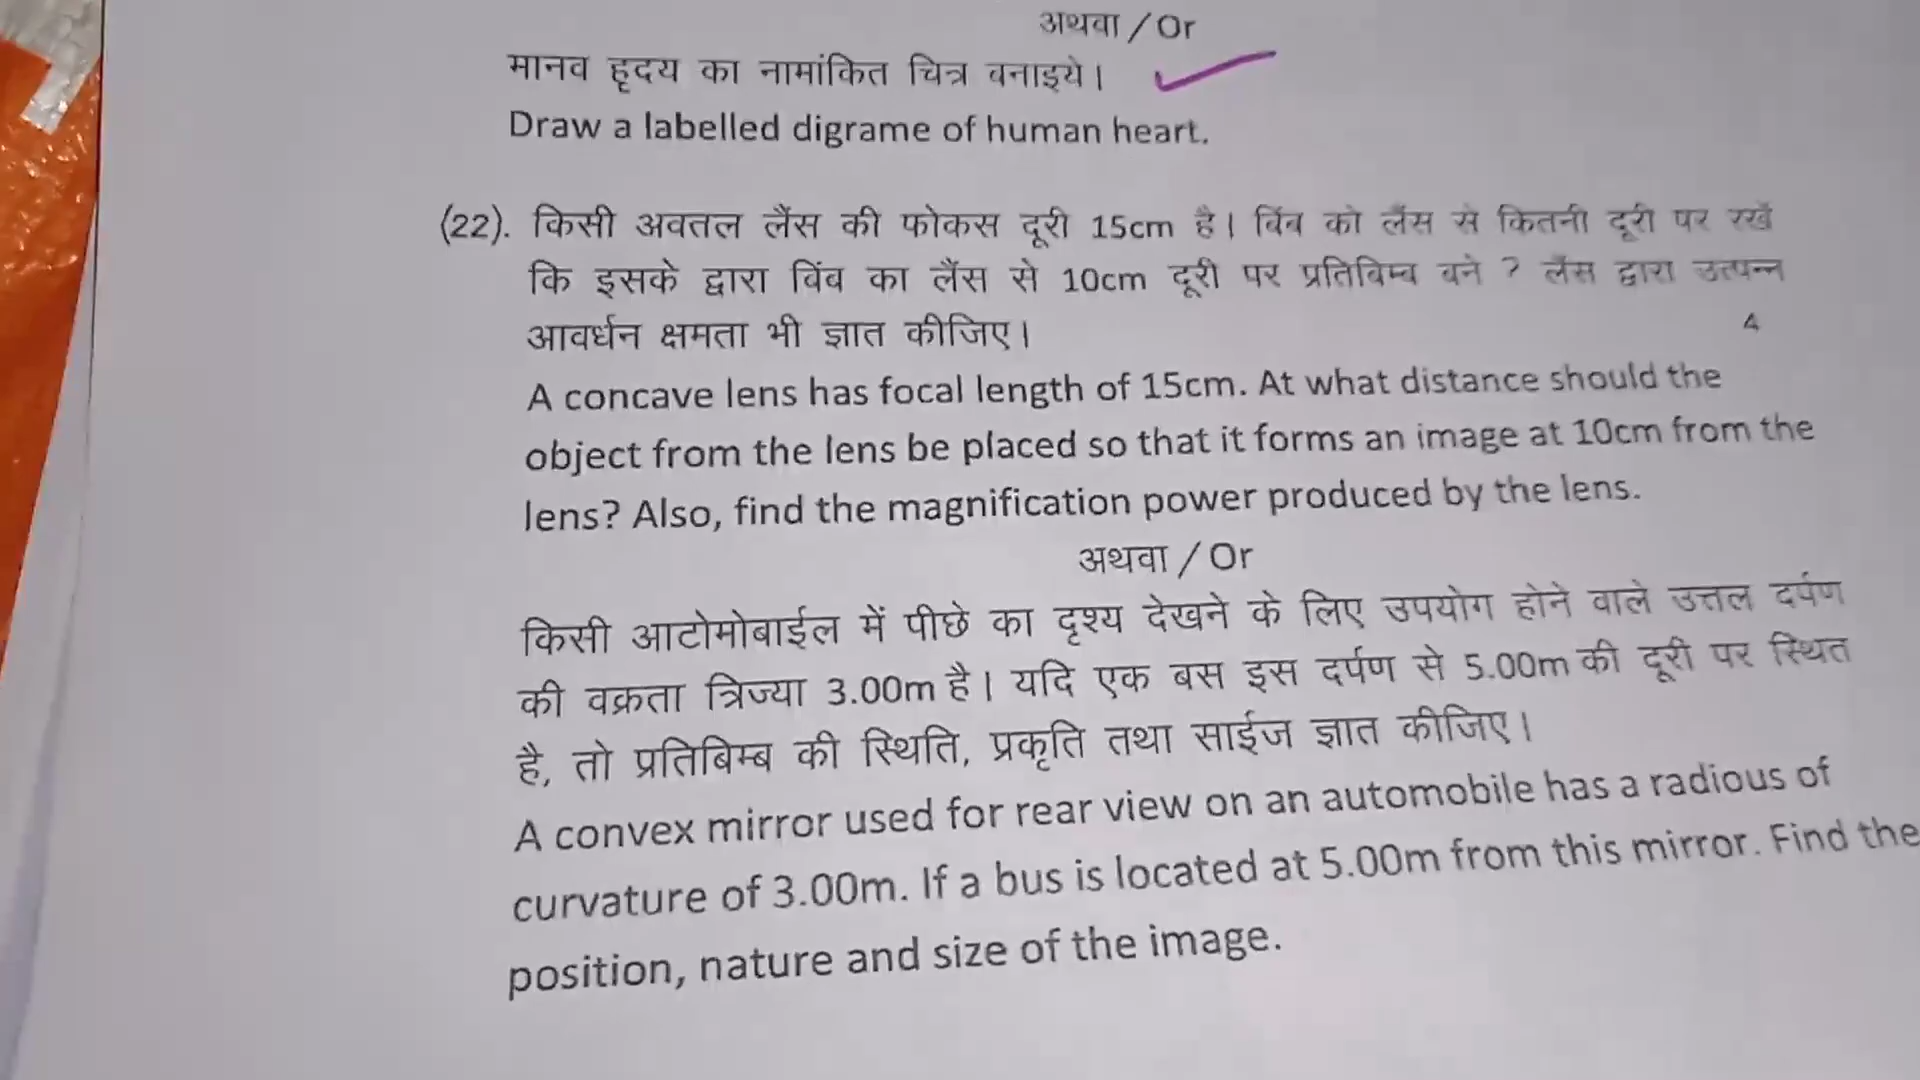 अथवा / Or
मानव हृदय का नामांकित चित्र बनाइये।
Draw a labelled digrame of human heart.
(22). किसी अवतल लैंस की फोकस दूरी 15cm है। बिंब को लैंस से कितनी दूरी पर रखें
कि इसके द्वारा बिंब का लैंस से 10cm दूरी पर प्रतिबिम्ब बने ? लैंस द्वारा उत्पन्न
आवर्धन क्षमता भी ज्ञात कीजिए। 4
A concave lens has focal length of 15cm. At what distance should the
object from the lens be placed so that it forms an image at 10cm from the
lens? Also, find the magnification power produced by the lens.
अथवा / Or
किसी आटोमोबाईल में पीछे का दृश्य देखने के लिए उपयोग होने वाले उत्तल दर्पण
की वक्रता त्रिज्या 3.00m है। यदि एक बस इस दर्पण से 5.00m की दूरी पर स्थित
है, तो प्रतिबिम्ब की स्थिति, प्रकृति तथा साईज ज्ञात कीजिए।
A convex mirror used for rear view on an automobile has a radious of
curvature of 3.00m. If a bus is located at 5.00m from this mirror. Find the
position, nature and size of the image.